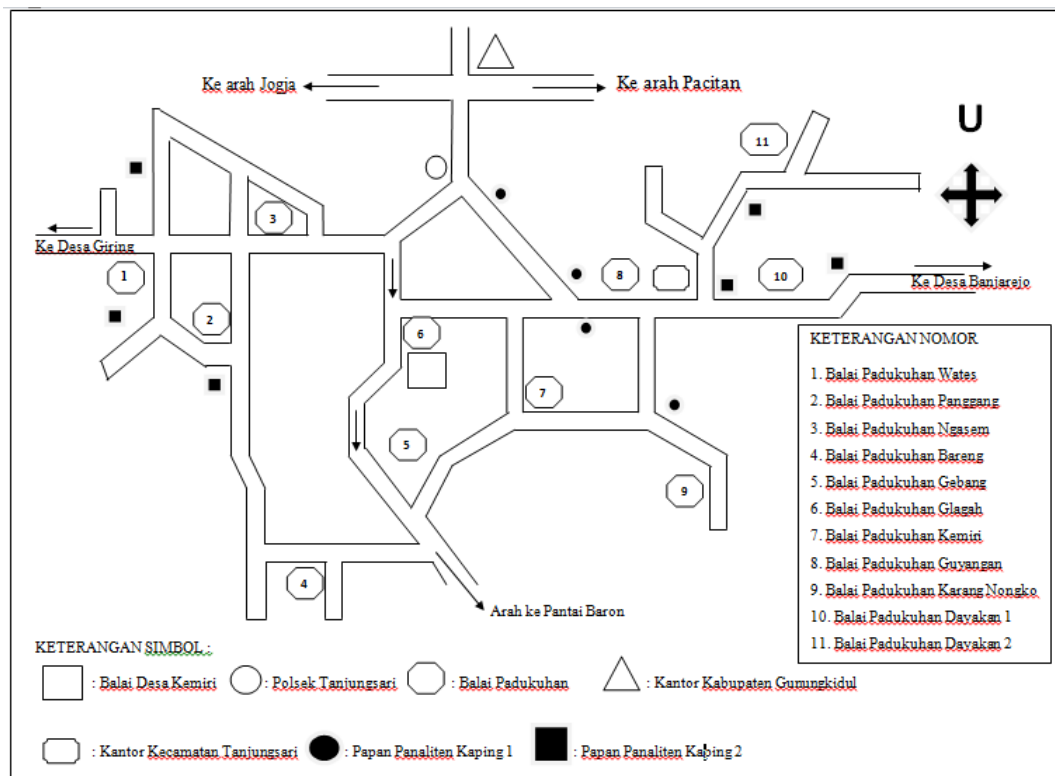 Ke arah Jogja
Ke arah Pacitan
U
11
3
Ke Desa Giring
1
8
10
Ke Desa Banjarejo
2
6
7
5
9
4
Arah ke Pantai Baron
KETERANGAN NOMOR
1. Balai Padukuhan Wates
2. Balai Padukuhan Panggang
3. Balai Padukuhan Ngasem
4. Balai Padukuhan Bareng
5. Balai Padukuhan Gebang
6. Balai Padukuhan Glagah
7. Balai Padukuhan Kemiri
8. Balai Padukuhan Guyangan
9. Balai Padukuhan Karang Nongko
10. Balai Padukuhan Dayakan 1
11. Balai Padukuhan Dayakan 2
KETERANGAN SIMBOL :
: Balai Desa Kemiri
: Polsek Tanjungsari
: Balai Padukuhan
: Kantor Kabupaten Gunungkidul
: Kantor Kecamatan Tanjungsari
: Papan Panaliten Kaping 1
: Papan Panaliten Kaping 2